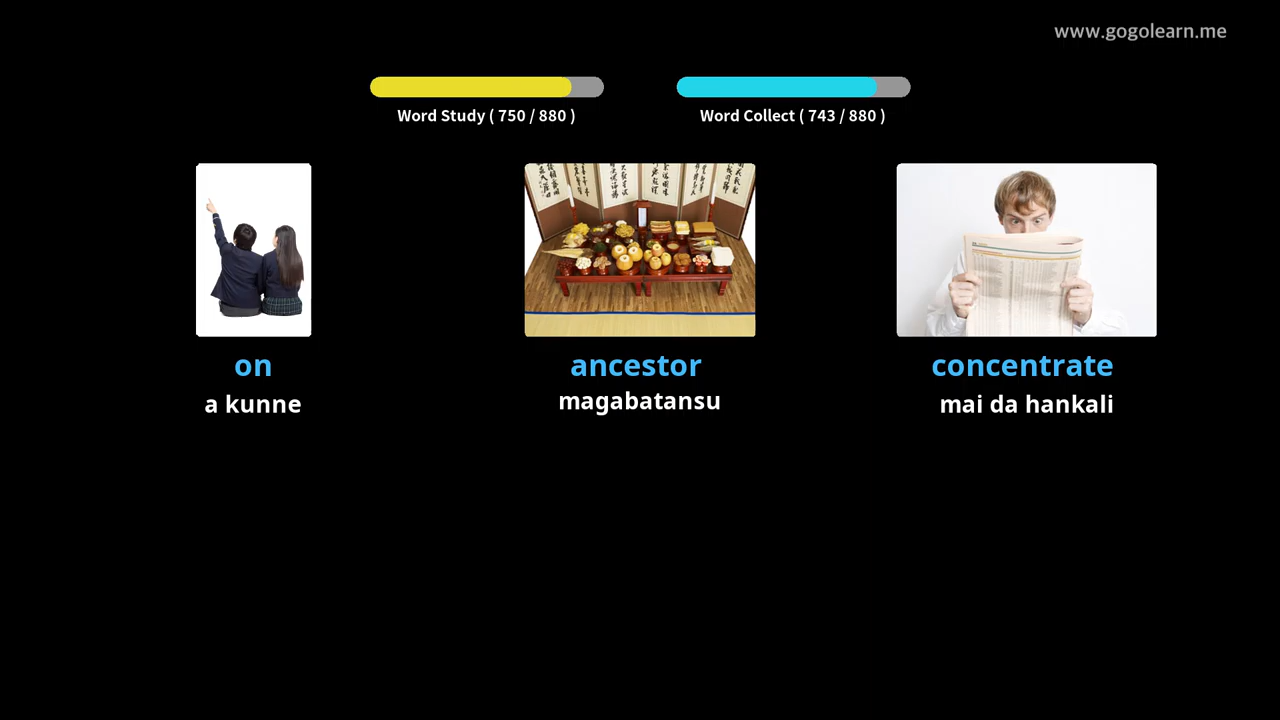 www.gogolearn.me
Word Study ( 750 / 880 )
Word Collect ( 743 / 880 )
on
ancestor
concentrate
a kunne
magabatansu
mai da hankali